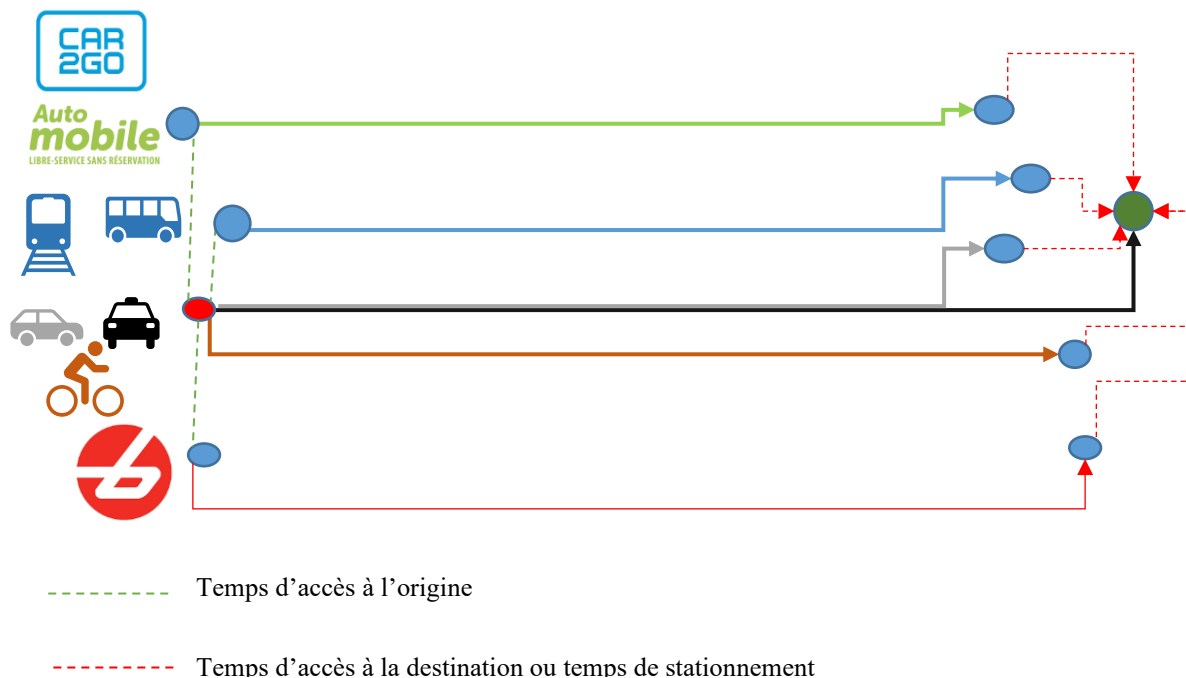 CAR
2GO
Auto
mobile
LIBRE-SERVICE SANS RÉSERVATION
Temps d'accès à l'origine
Temps d'accès à la destination ou temps de stationnement